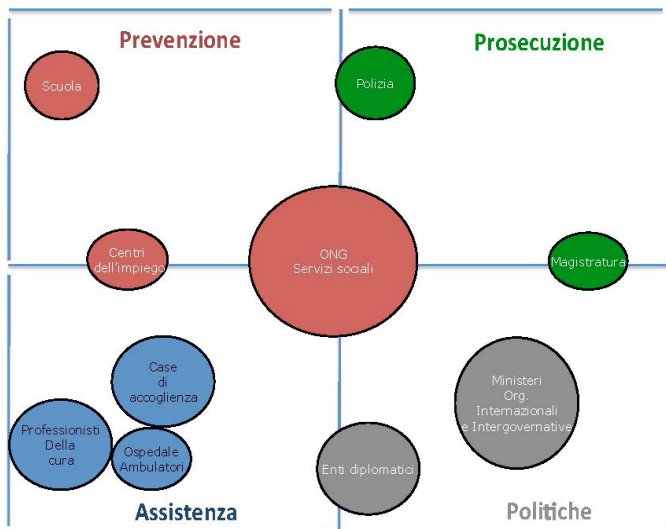 Prevenzione
Prosecuzione
Scuola
Polizia
Centri
dell'impiego
ONG
Servizi sociali
Magistratura
Case
di
accoglienza
Professionisti
Della
cura
Ospedale
Ambulatori
Ministeri
Org.
Internazionali
e Intergovernative
Enti diplomatici
Assistenza
Politiche